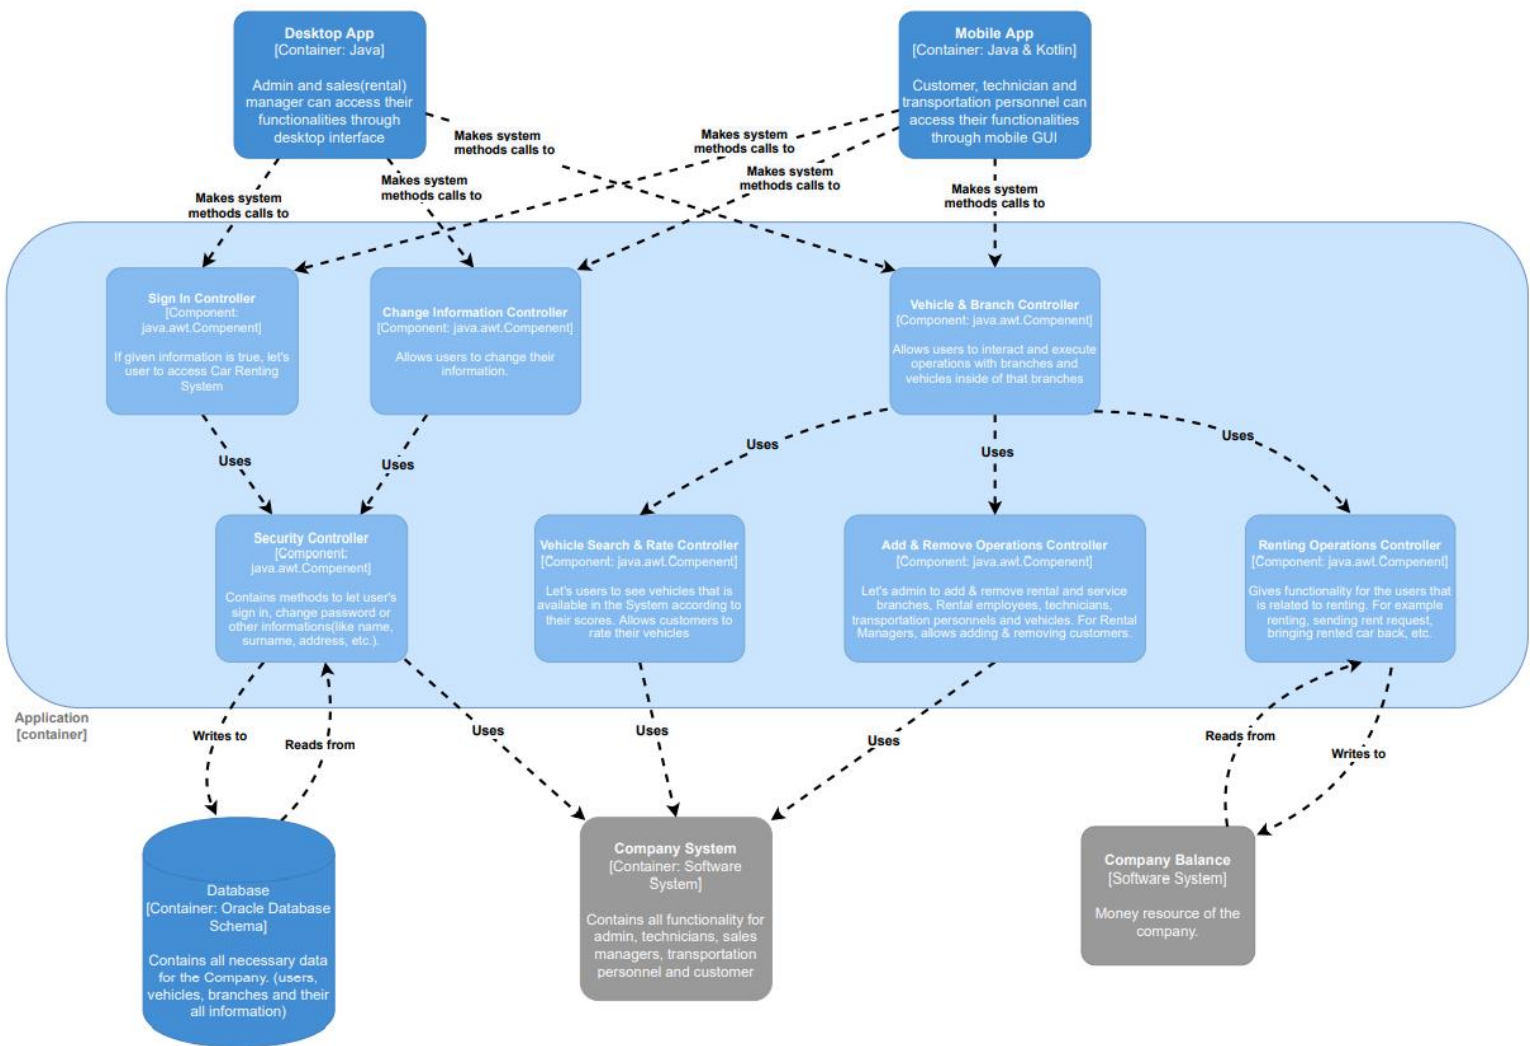 Desktop App
[Container: Java]
Admin and sales(rental)
manager can access their
functionalities through
desktop interface
Mobile App
[Container: Java & Kotlin]
Customer, technician and
transportation personnel can
access their functionalities
through mobile GUI
Makes system
methods calls to
Makes system
methods calls to
Makes system
methods calls to
Makes system
methods calls to
Makes system
methods calls to
Makes system
methods calls to
Sign In Controller
[Component:
java.awt.Compenent]
If given information is true, let's
user to access Car Renting
System
Change Information Controller
[Component: java.awt.Compenent]
Allows users to change their
information.
Vehicle & Branch Controller
[Component: java.awt.Compenent]
Allows users to interact and execute
operations with branches and
vehicles inside of that branches
Uses
Uses
Uses
Uses
Uses
Security Controller
[Component:
java.awt.Compenent]
Contains methods to let user's
sign in, change password or
other informations(like name,
surname, address, etc.).
Vehicle Search & Rate Controller
[Component: java.awt.Compenent]
Let's users to see vehicles that is
available in the System according to
their scores. Allows customers to
rate their vehicles
Add & Remove Operations Controller
[Component: java.awt.Compenent]
Let's admin to add & remove rental and service
branches, Rental employees, technicians,
transportation personnels and vehicles. For Rental
Managers, allows adding & removing customers.
Renting Operations Controller
[Component: java.awt.Compenent]
Gives functionality for the users that
is related to renting. For example
renting, sending rent request,
bringing rented car back, etc.
Application
[container]
Writes to
Reads from
Uses
Uses
Uses
Reads from
Writes to
Database
[Container: Oracle Database
Schema]
Contains all necessary data
for the Company. (users,
vehicles, branches and their
all information)
Company System
[Container: Software
System]
Contains all functionality for
admin, technicians, sales
managers, transportation
personnel and customer
Company Balance
[Software System]
Money resource of the
company.